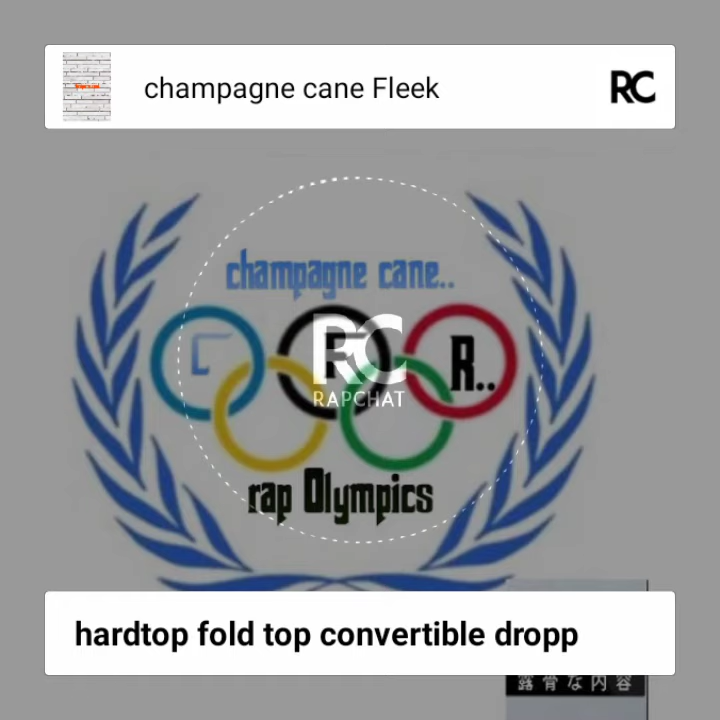 champagne cane Fleek
RC
champagne cane..
C F R..
RC
RAPCHAT
rap Olympics
hardtop fold top convertible dropp
露骨な内容